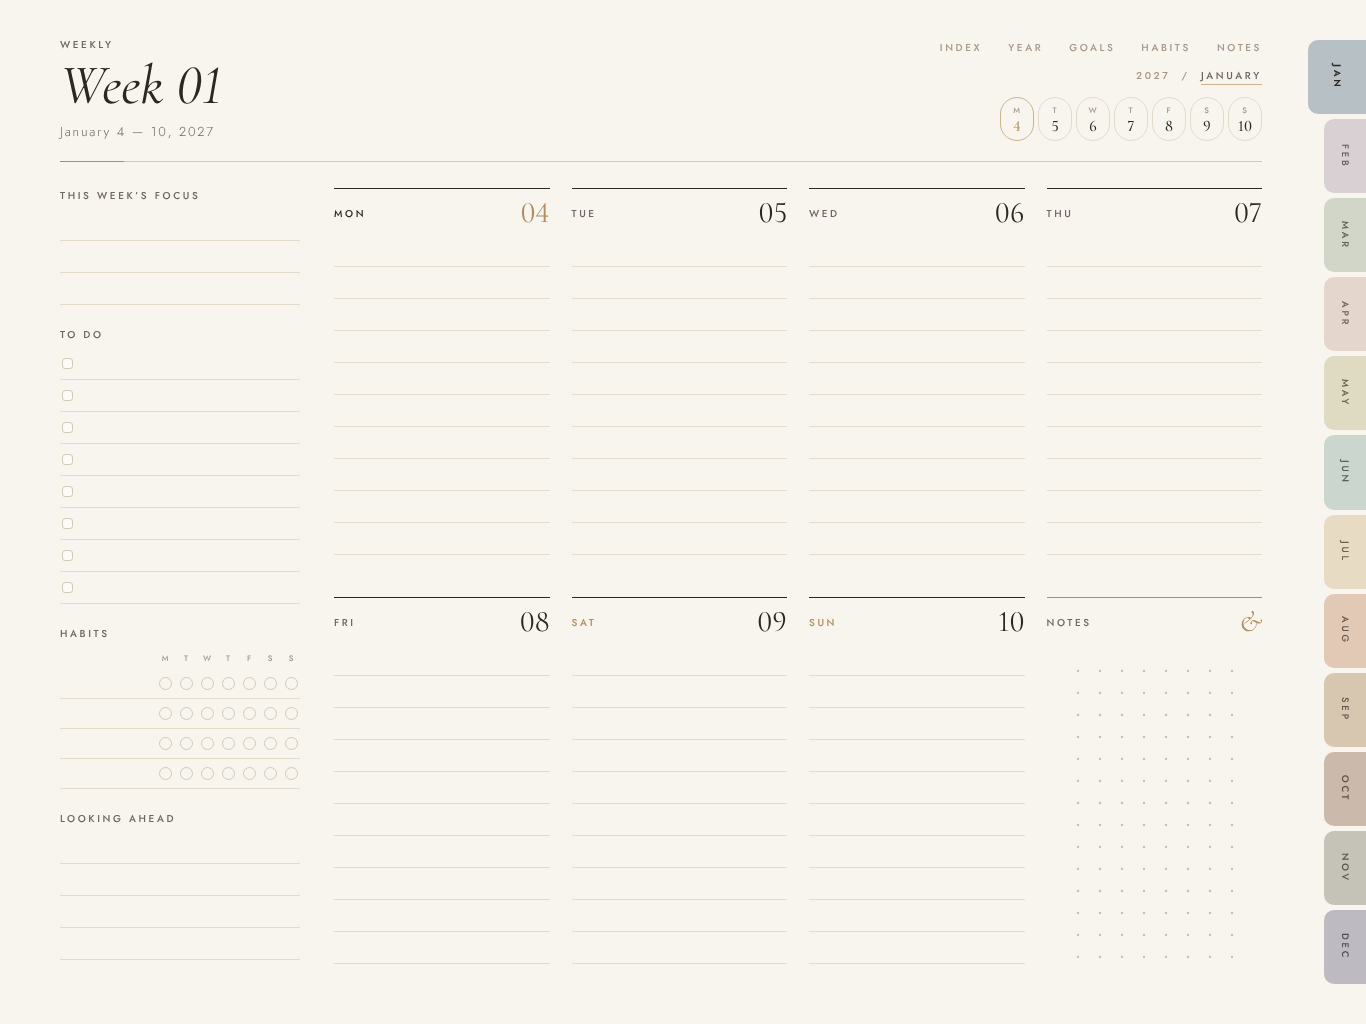 WEEKLY
Week 01
January 4 — 10, 2027
INDEX YEAR GOALS HABITS NOTES
2027 / JANUARY
M T W T F S S
4 5 6 7 8 9 10
THIS WEEK'S FOCUS
TO DO
HABITS
M T W T F S S
LOOKING AHEAD
MON 04
TUE 05
WED 06
THU 07
FRI 08
SAT 09
SUN 10
NOTES &
JAN
FEB
MAR
APR
MAY
JUN
JUL
AUG
SEP
OCT
NOV
DEC